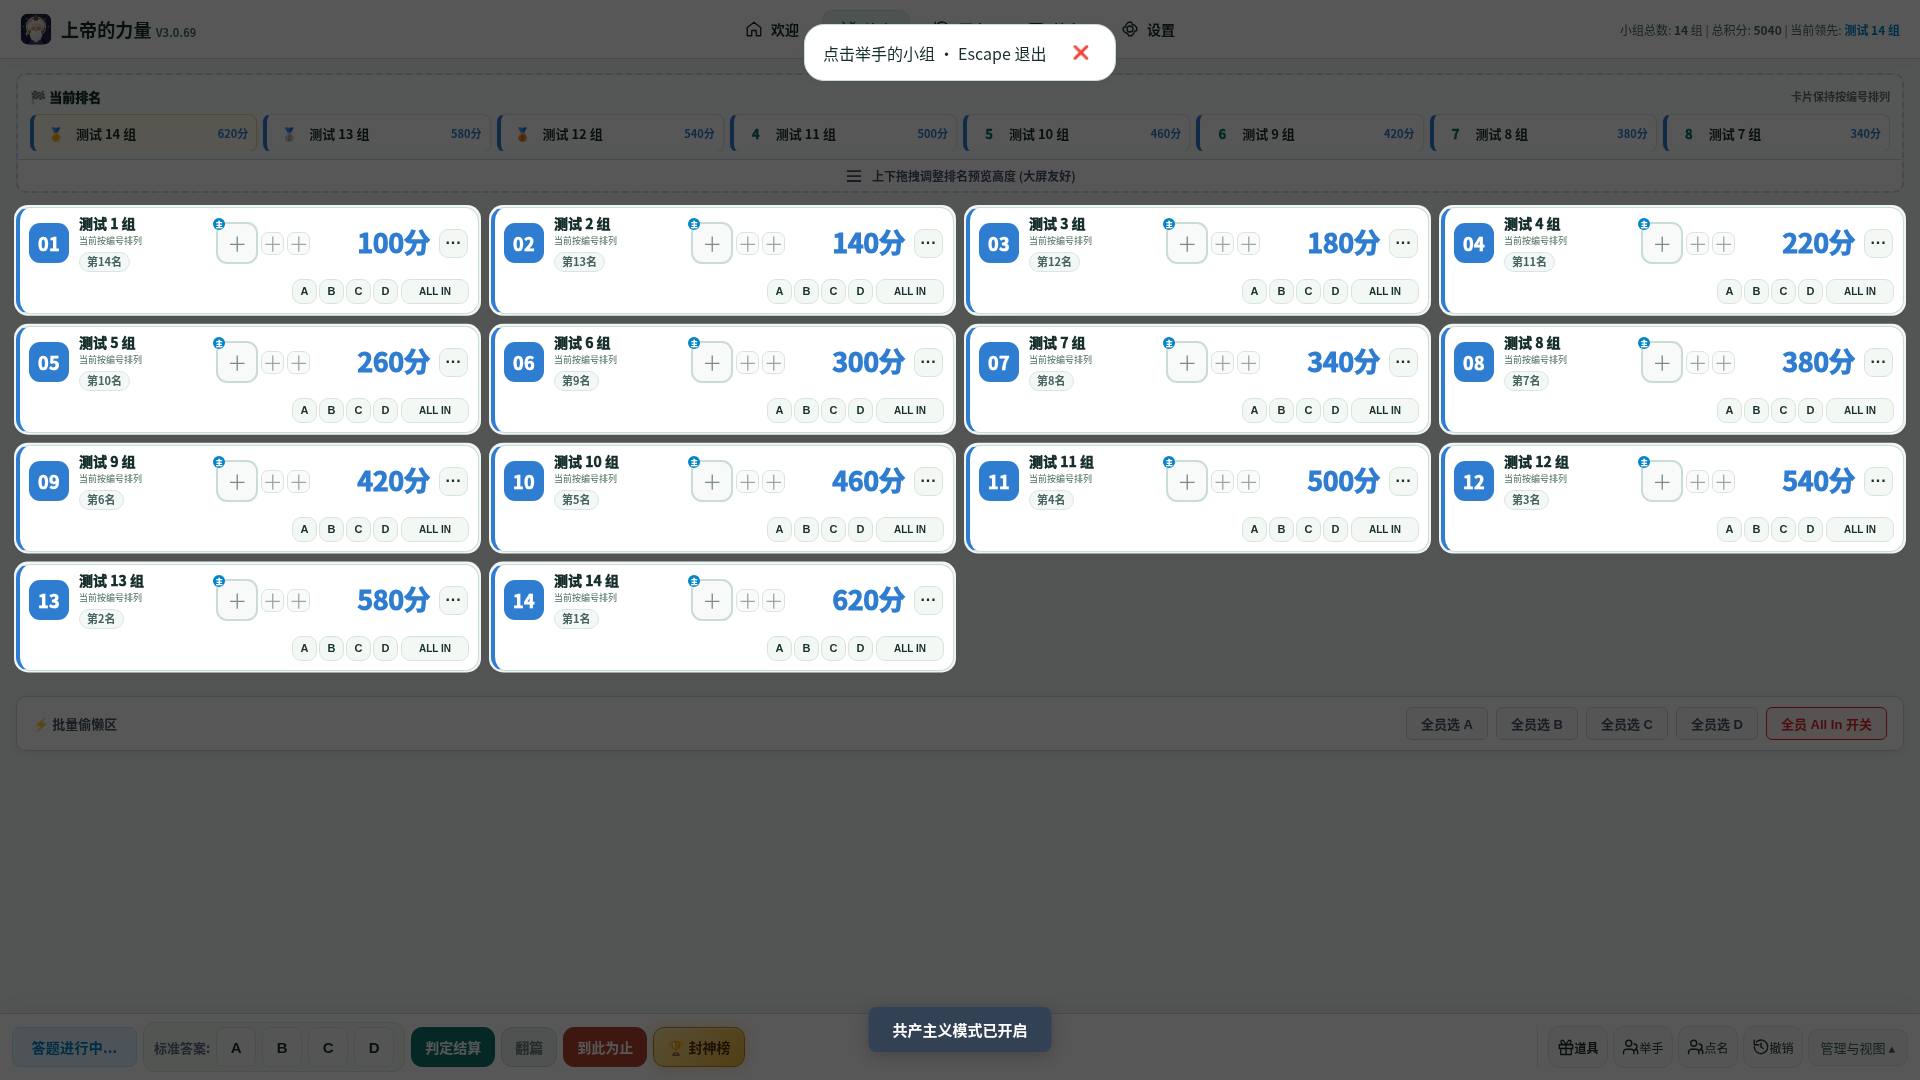 上帝的力量 V3.0.69
欢迎
设置
小组总数: 14 组 | 总积分: 5040 | 当前领先: 测试 14 组
点击举手的小组 · Escape 退出
当前排名
卡片保持按编号排列
测试 14 组 620分
测试 13 组 580分
测试 12 组 540分
4 测试 11 组 500分
5 测试 10 组 460分
6 测试 9 组 420分
7 测试 8 组 380分
8 测试 7 组 340分
上下拖拽调整排名预览高度 (大屏友好)
01 测试 1 组 当前按编号排列 第14名 主 100分 ···
A B C D ALL IN
02 测试 2 组 当前按编号排列 第13名 主 140分 ···
A B C D ALL IN
03 测试 3 组 当前按编号排列 第12名 主 180分 ···
A B C D ALL IN
04 测试 4 组 当前按编号排列 第11名 主 220分 ···
A B C D ALL IN
05 测试 5 组 当前按编号排列 第10名 主 260分 ···
A B C D ALL IN
06 测试 6 组 当前按编号排列 第9名 主 300分 ···
A B C D ALL IN
07 测试 7 组 当前按编号排列 第8名 主 340分 ···
A B C D ALL IN
08 测试 8 组 当前按编号排列 第7名 主 380分 ···
A B C D ALL IN
09 测试 9 组 当前按编号排列 第6名 主 420分 ···
A B C D ALL IN
10 测试 10 组 当前按编号排列 第5名 主 460分 ···
A B C D ALL IN
11 测试 11 组 当前按编号排列 第4名 主 500分 ···
A B C D ALL IN
12 测试 12 组 当前按编号排列 第3名 主 540分 ···
A B C D ALL IN
13 测试 13 组 当前按编号排列 第2名 主 580分 ···
A B C D ALL IN
14 测试 14 组 当前按编号排列 第1名 主 620分 ···
A B C D ALL IN
⚡ 批量偷懒区
全员选 A
全员选 B
全员选 C
全员选 D
全员 All In 开关
共产主义模式已开启
答题进行中...
标准答案: A B C D
判定结算
翻篇
到此为止
🏆 封神榜
道具
举手
点名
撤销
管理与视图 ▴